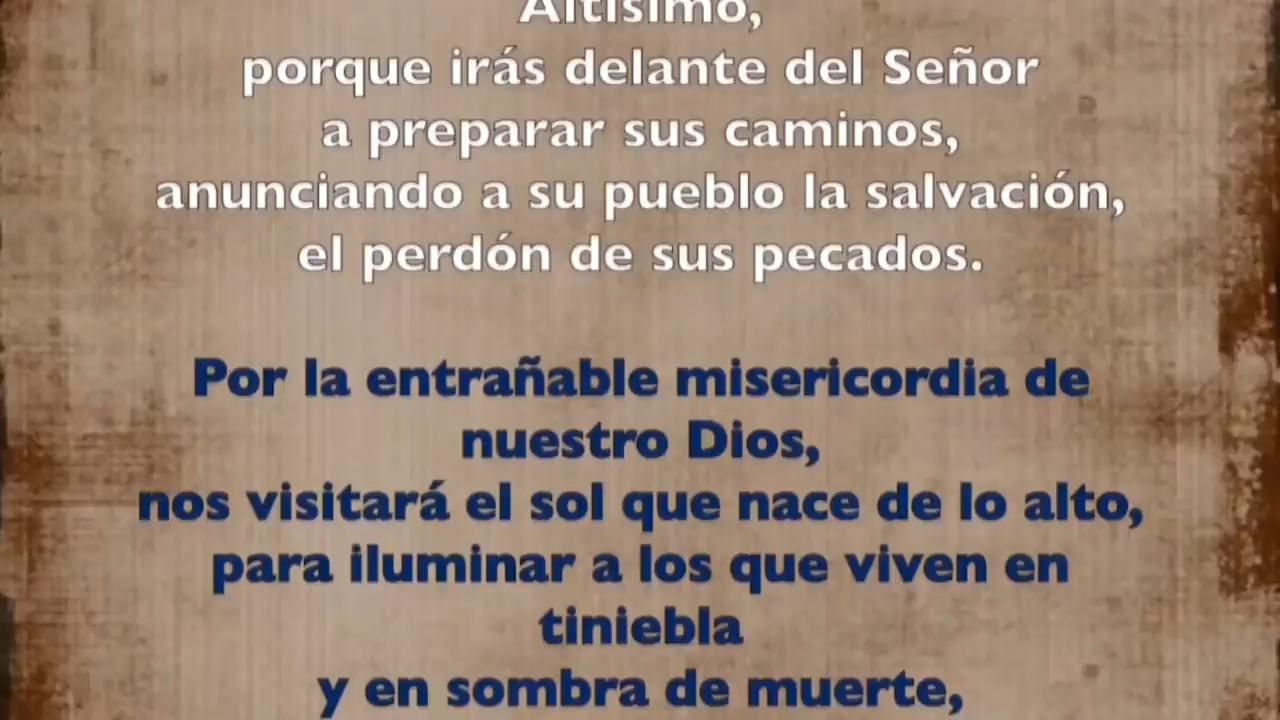 Altísimo,
porque irás delante del Señor
a preparar sus caminos,
anunciando a su pueblo la salvación,
el perdón de sus pecados.
Por la entrañable misericordia de
nuestro Dios,
nos visitará el sol que nace de lo alto,
para iluminar a los que viven en
tiniebla
y en sombra de muerte,